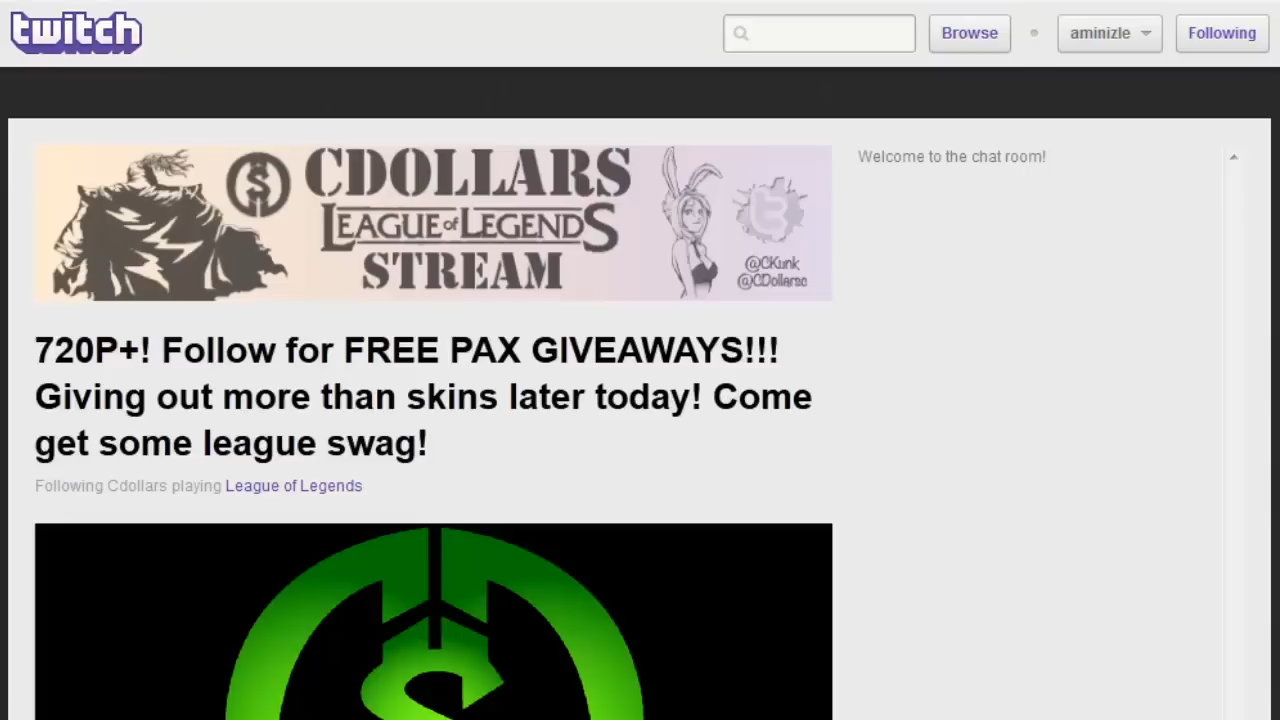 twitch
Browse
aminizle
Following
CDOLLARS
LEAGUE of LEGENDS
STREAM
@CKunk
Welcome to the chat room!
720P+! Follow for FREE PAX GIVEAWAYS!!!
Giving out more than skins later today! Come
get some league swag!
Following Cdollars playing League of Legends